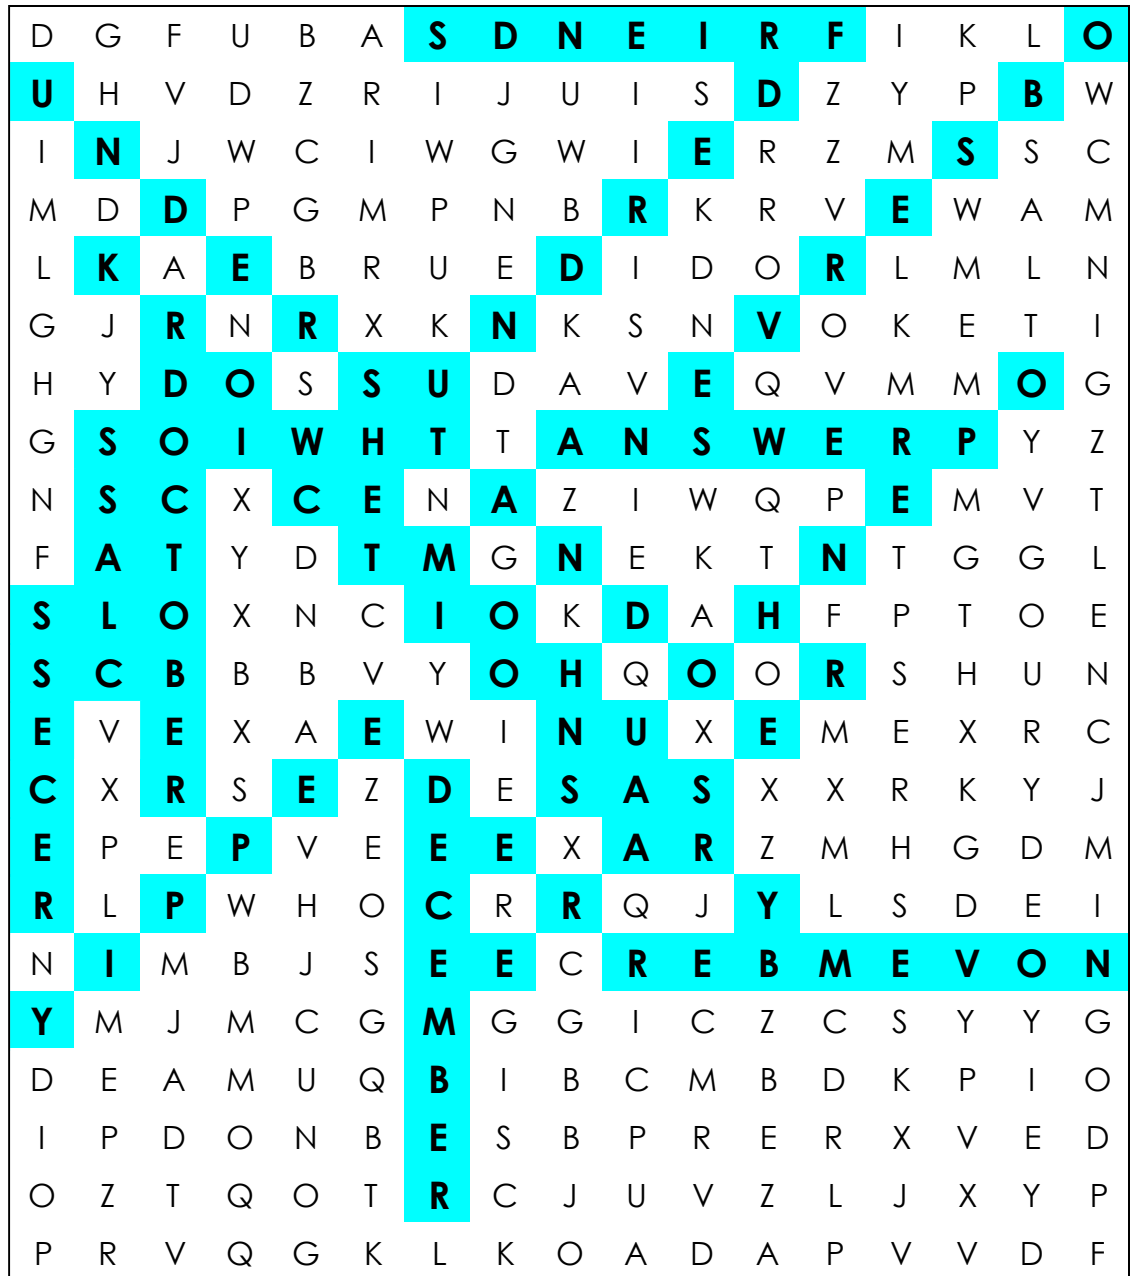 D G F U B A S D N E I R F I K L O
U H V D Z R I J U I S D Z Y P B W
I N J W C I W G W I E R Z M S S C
M D D P G M P N B R K R V E W A M
L K A E B R U E D I D O R L M L N
G J R N R X K N K S N V O K E T I
H Y D O S S U D A V E Q V M M O G
G S O I W H T T A N S W E R P Y Z
N S C X C E N A Z I W Q P E M V T
F A T Y D T M G N E K T N T G G L
S L O X N C I O K D A H F P T O E
S C B B B V Y O H Q O O R S H U N
E V E X A E W I N U X E M E X R C
C X R S E Z D E S A S X X R K Y J
E P E P V E E E X A R Z M H G D M
R L P W H O C R R Q J Y L S D E I
N I M B J S E E C R E B M E V O N
Y M J M C G M G G I C Z C S Y Y G
D E A M U Q B I B C M B D K P I O
I P D O N B E S B P R E R X V E D
O Z T Q O T R C J U V Z L J X Y P
P R V Q G K L K O A D A P V V D F